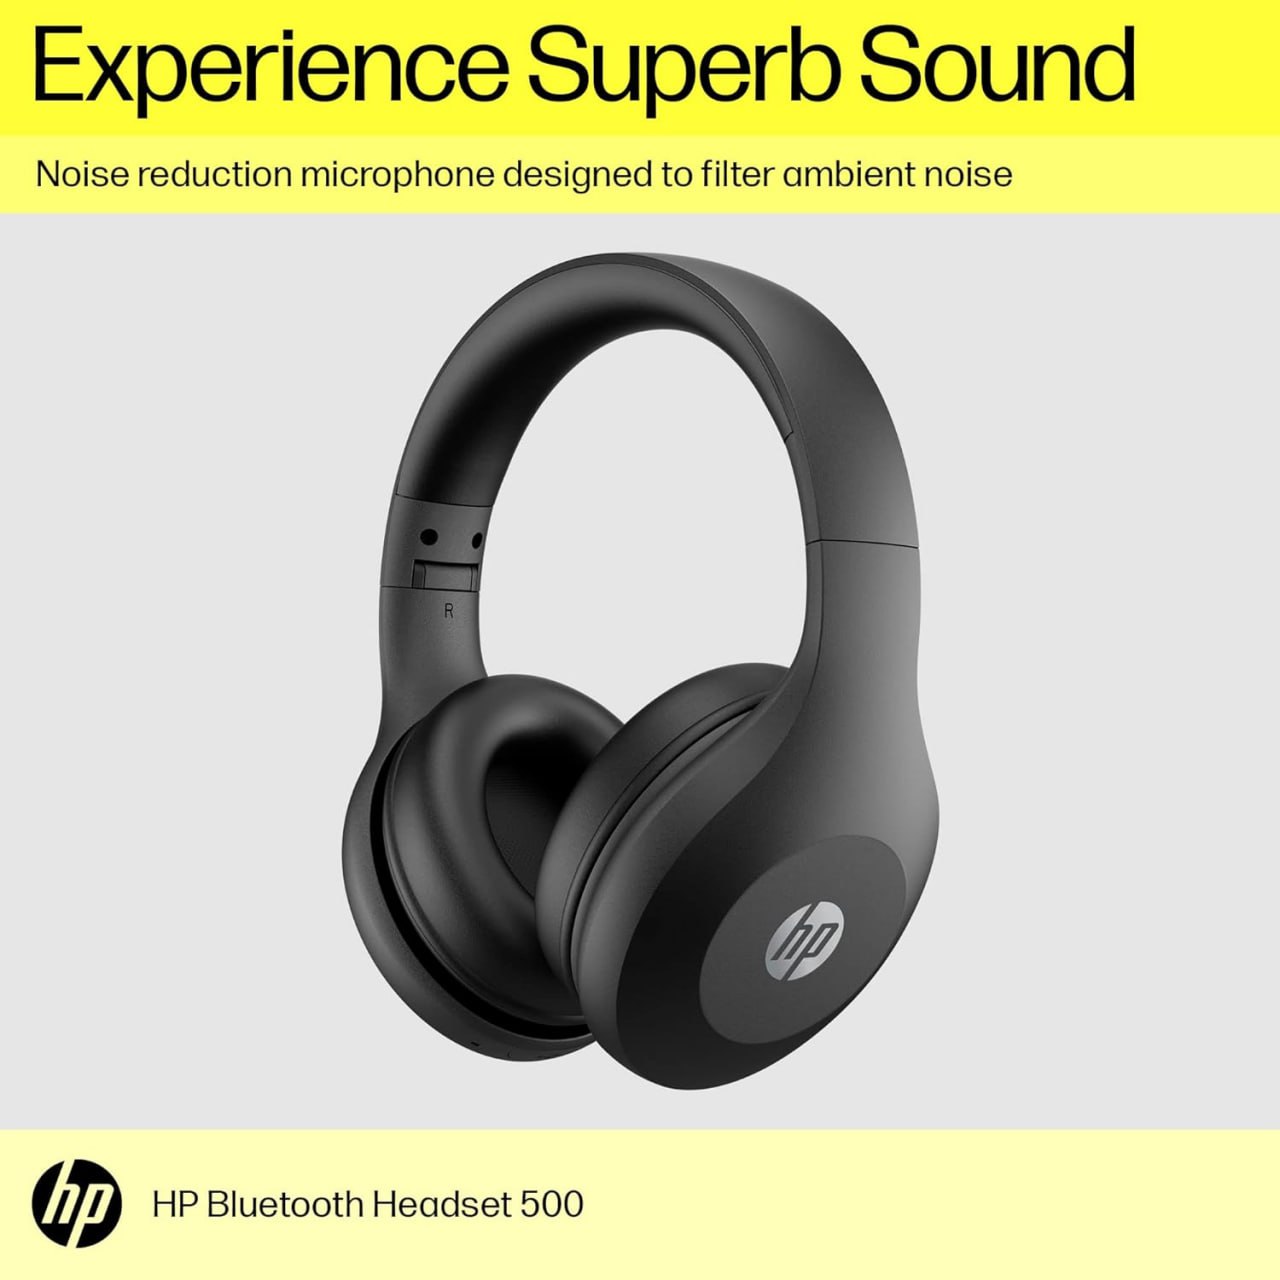 Experience Superb Sound
Noise reduction microphone designed to filter ambient noise
R
hp
hp
HP Bluetooth Headset 500